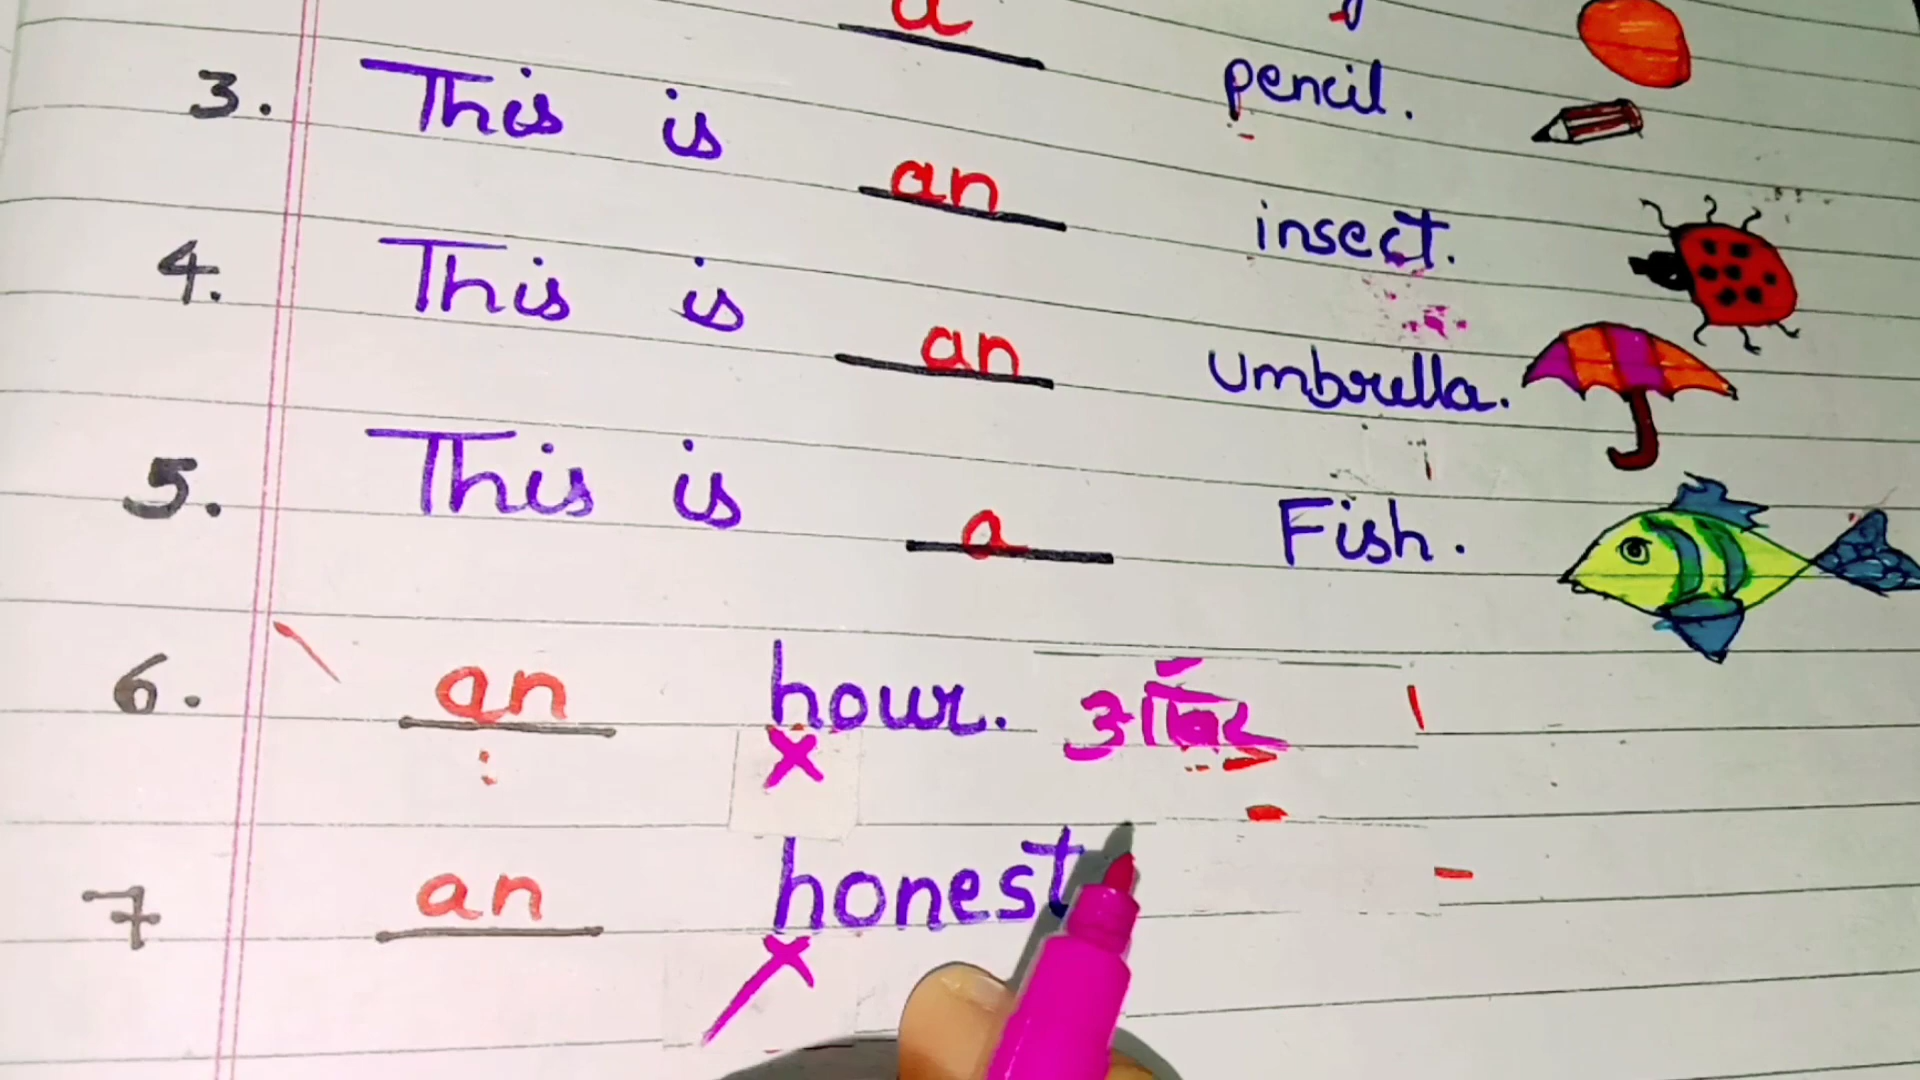 a pencil.
3. This is an insect.
4. This is an umbrella.
5. This is a Fish.
6. an hour.
7 an honest